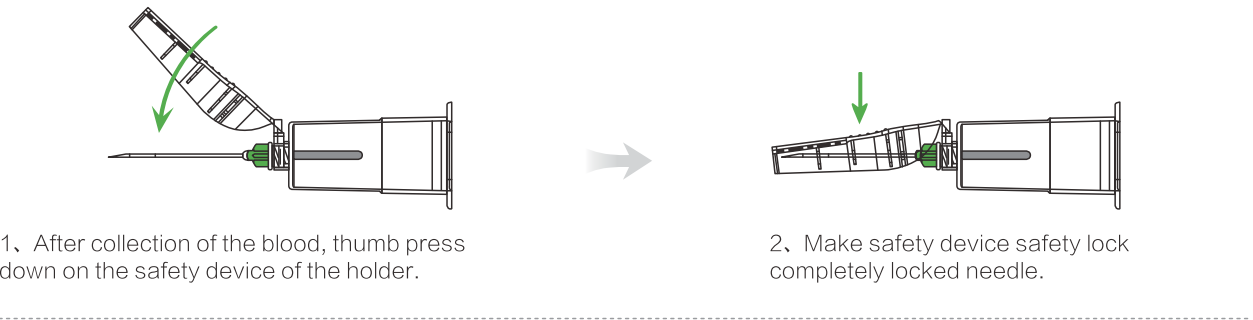 1、After collection of the blood, thumb press
down on the safety device of the holder.
2、Make safety device safety lock
completely locked needle.